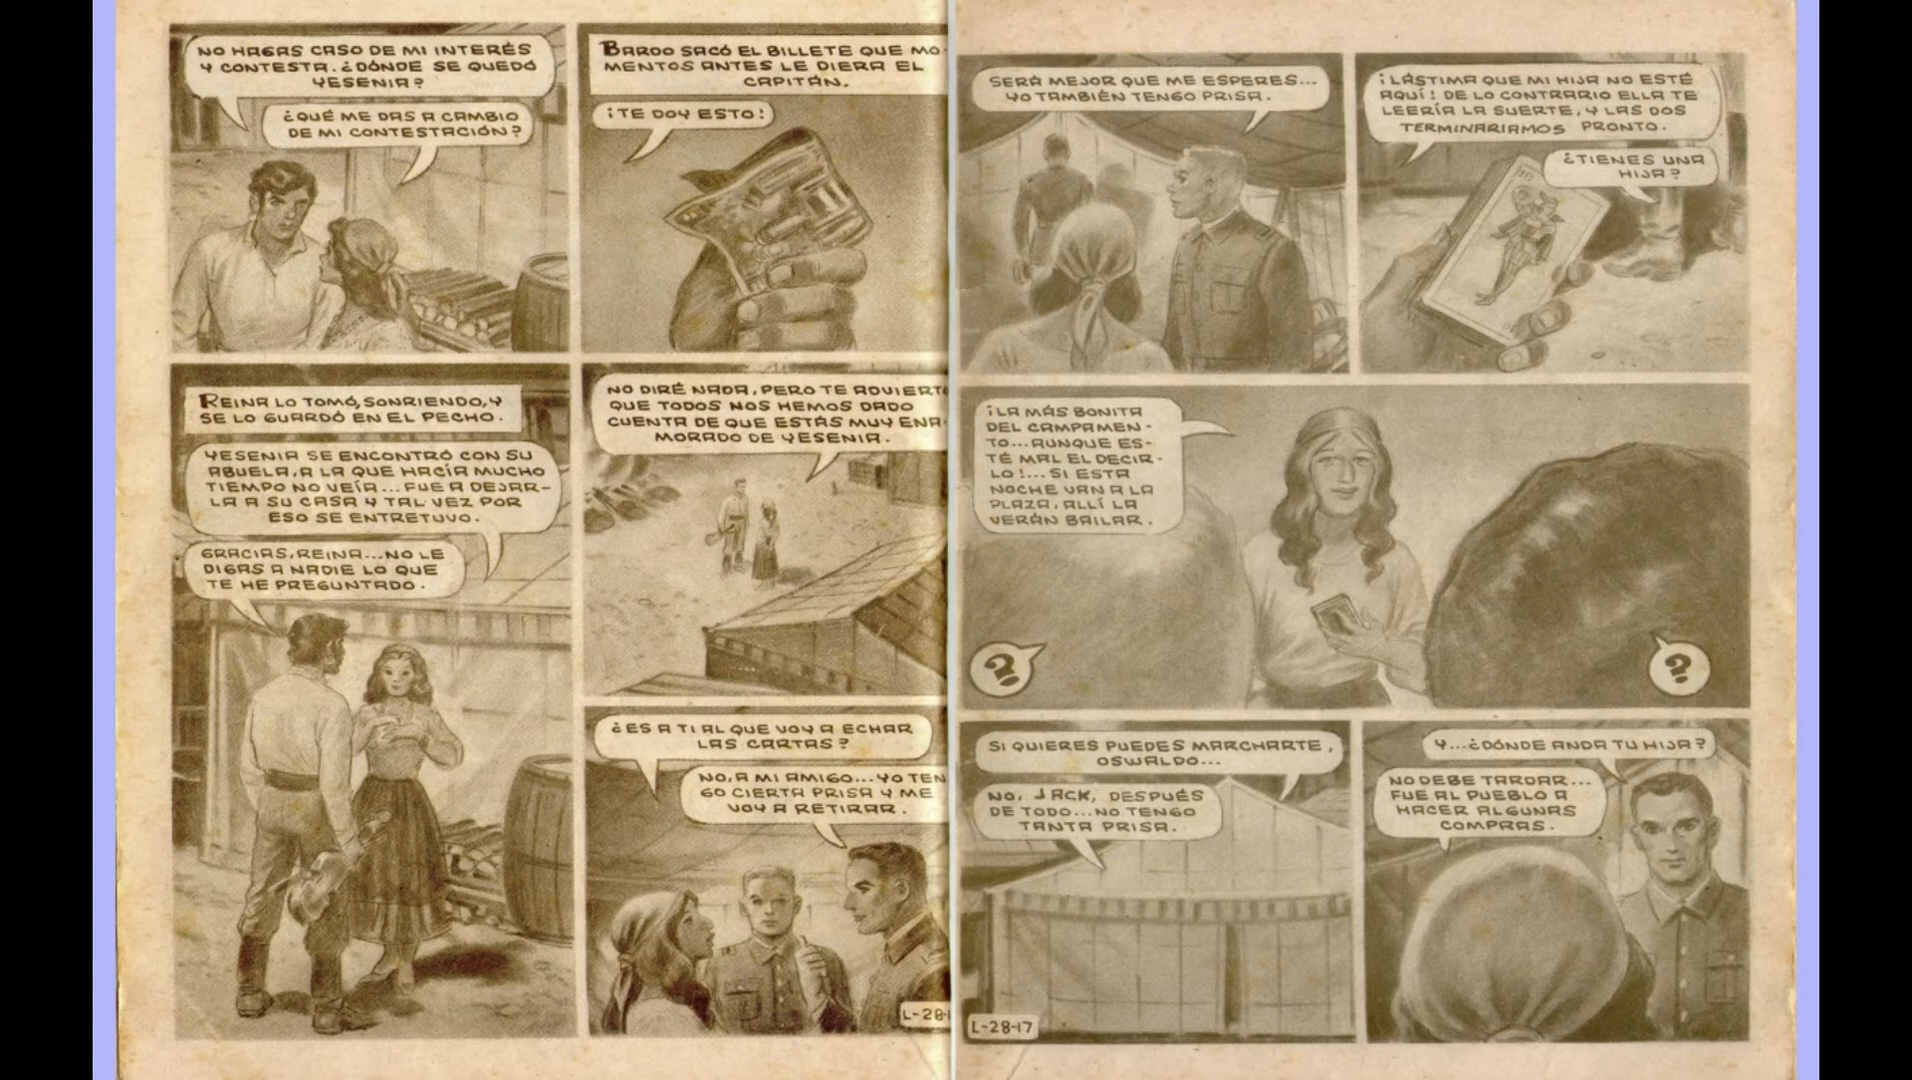 NO HAGAS CASO DE MI INTERÉS
Y CONTESTA. ¿DÓNDE SE QUEDÓ
YESENIA?
¿QUÉ ME DAS A CAMBIO
DE MI CONTESTACIÓN?
BARDO SACÓ EL BILLETE QUE MO-
MENTOS ANTES LE DIERA EL
CAPITÁN.
¡TE DOY ESTO!
REINA LO TOMÓ, SONRIENDO, Y
SE LO GUARDÓ EN EL PECHO.
YESENIA SE ENCONTRÓ CON SU
ABUELA, A LA QUE HACÍA MUCHO
TIEMPO NO VEÍA... FUE A DEJAR-
LA A SU CASA Y TAL VEZ POR
ESO SE ENTRETUVO.
GRACIAS, REINA... NO LE
DIGAS A NADIE LO QUE
TE HE PREGUNTADO.
NO DIRÉ NADA, PERO TE ADVIERTO
QUE TODOS NOS HEMOS DADO
CUENTA DE QUE ESTÁS MUY ENA-
MORADO DE YESENIA.
¿ES A TI AL QUE VOY A ECHAR
LAS CARTAS?
NO, A MI AMIGO... YO TEN
GO CIERTA PRISA Y ME
VOY A RETIRAR.
L-28-1
SERÁ MEJOR QUE ME ESPERES...
YO TAMBIÉN TENGO PRISA.
¡LÁSTIMA QUE MI HIJA NO ESTÉ
AQUÍ! DE LO CONTRARIO ELLA TE
LEERÍA LA SUERTE, Y LAS DOS
TERMINARIAMOS PRONTO.
¿TIENES UNA
HIJA?
¡LA MÁS BONITA
DEL CAMPAMEN-
TO... AUNQUE ES-
TÉ MAL EL DECIR-
LO!... SI ESTA
NOCHE VAN A LA
PLAZA, ALLÍ LA
VERÁN BAILAR.
?
?
SI QUIERES PUEDES MARCHARTE,
OSWALDO...
NO, JACK, DESPUÉS
DE TODO... NO TENGO
TANTA PRISA.
L-28-17
Y... ¿DÓNDE ANDA TU HIJA?
NO DEBE TARDAR...
FUE AL PUEBLO A
HACER ALGUNAS
COMPRAS.